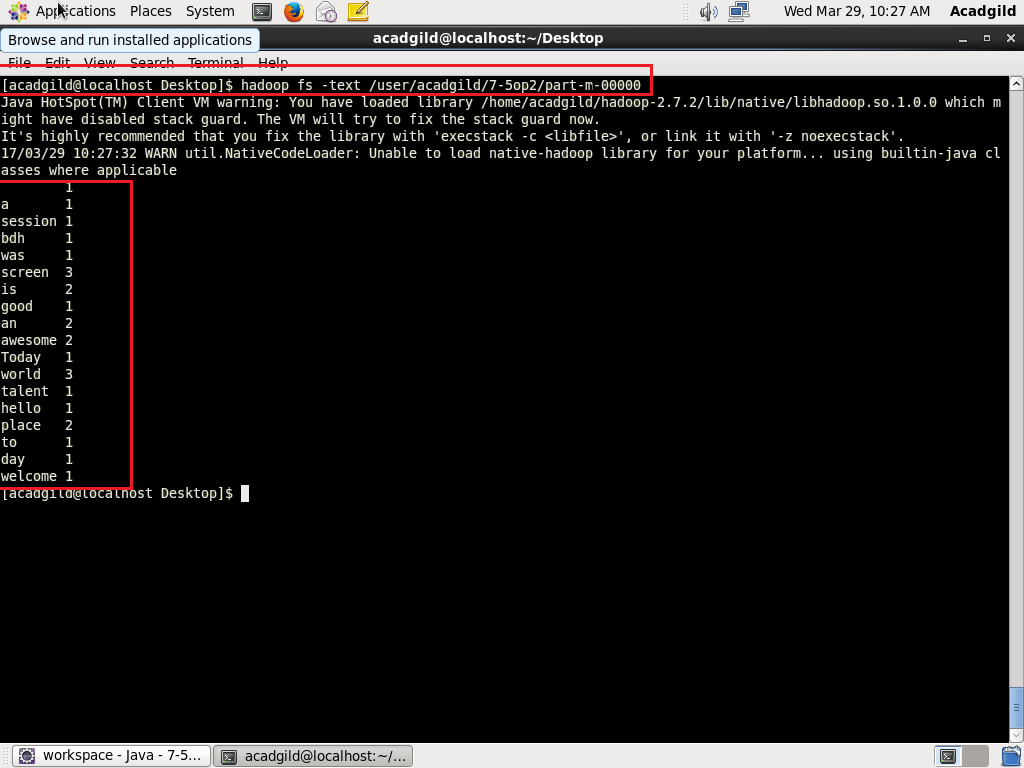 Applications Places System Wed Mar 29, 10:27 AM Acadgild
Browse and run installed applications
acadgild@localhost:~/Desktop
File Edit View Search Terminal Help
[acadgild@localhost Desktop]$ hadoop fs -text /user/acadgild/7-5op2/part-m-00000
Java HotSpot(TM) Client VM warning: You have loaded library /home/acadgild/hadoop-2.7.2/lib/native/libhadoop.so.1.0.0 which m
ight have disabled stack guard. The VM will try to fix the stack guard now.
It's highly recommended that you fix the library with 'execstack -c <libfile>', or link it with '-z noexecstack'.
17/03/29 10:27:32 WARN util.NativeCodeLoader: Unable to load native-hadoop library for your platform... using builtin-java cl
asses where applicable
1
a 1
session 1
bdh 1
was 1
screen 3
is 2
good 1
an 2
awesome 2
Today 1
world 3
talent 1
hello 1
place 2
to 1
day 1
welcome 1
[acadgild@localhost Desktop]$
workspace - Java - 7-5... acadgild@localhost:~/...